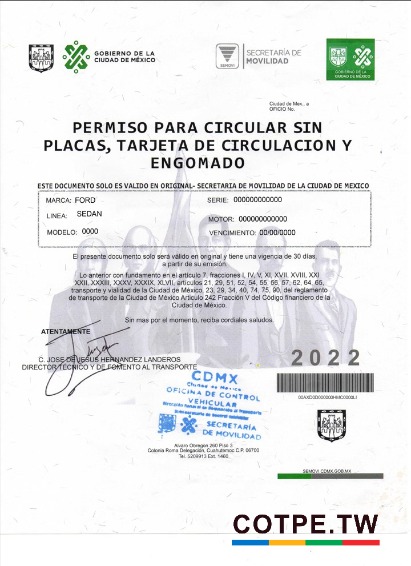 GOBIERNO DE LA
CIUDAD DE MÉXICO
SEMOVI
SECRETARÍA DE
MOVILIDAD
GOBIERNO DE LA
CIUDAD DE MÉXICO
Ciudad de Mex., a
OFICIO No.
PERMISO PARA CIRCULAR SIN
PLACAS, TARJETA DE CIRCULACION Y
ENGOMADO
ESTE DOCUMENTO SOLO ES VALIDO EN ORIGINAL- SECRETARIA DE MOVILIDAD DE LA CIUDAD DE MEXICO
MARCA: FORD
SERIE: 000000000000
LINEA: SEDAN
MOTOR: 000000000000
MODELO: 0000
VENCIMIENTO: 00/00/0000
El presente documento solo será válido en original y tiene una vigencia de 30 días,
a partir de su emisión.
Lo anterior con fundamento en el artículo 7, fracciones I, IV, V, XI, XVII, XVIII, XXI
XXII, XXXIII, XXXV, XXXIX, XLVII, artículos 21, 29, 51, 52, 54, 55, 56, 57, 62, 64, 66,
transporte y vialidad de la Ciudad de México, 23, 29, 34, 40, 74, 75, 90, del reglamento
de transporte de la Ciudad de México Artículo 242 Fracción V del Código financiero de la
Ciudad de México.
Sin mas por el momento, reciba cordiales saludos.
ATENTAMENTE
C. JOSE DE JESUS HERNANDEZ LANDEROS
DIRECTOR TECNICO Y DE FOMENTO AL TRANSPORTE
2022
CDMX
Ciudad de México
OFICINA DE CONTROL
VEHICULAR
SECRETARÍA
DE MOVILIDAD
Alvaro Obregon 260 Piso 3
Colonia Roma Delegación, Cuauhtemoc C.P. 06700
Tel. 5209913 Ext. 1460.
SEMOVI.CDMX.GOB.MX
COTPE.TW